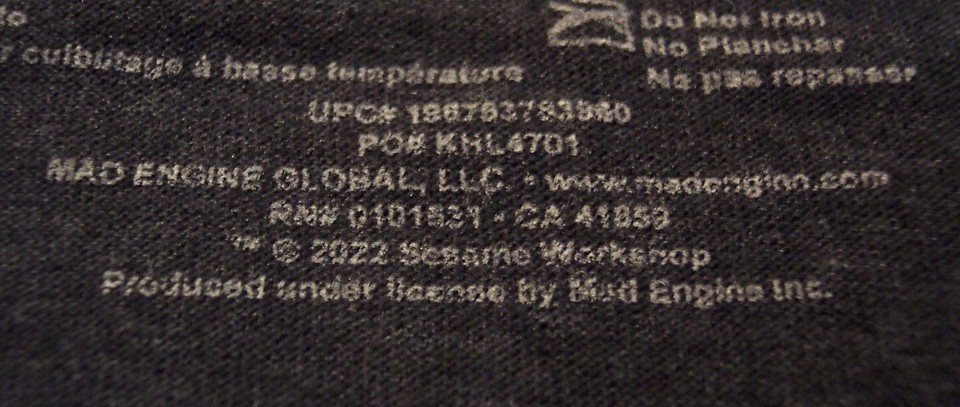 Do Not Iron
No Planchar
culbutage à basse température
Ne pas repasser
UPC#
PO# KHL4701
MAD ENGINE GLOBAL, LLC. • www.madengine.com
RN# 0101831 • CA 41859
™ © 2022 Sesame Workshop
Produced under license by Mad Engine Inc.